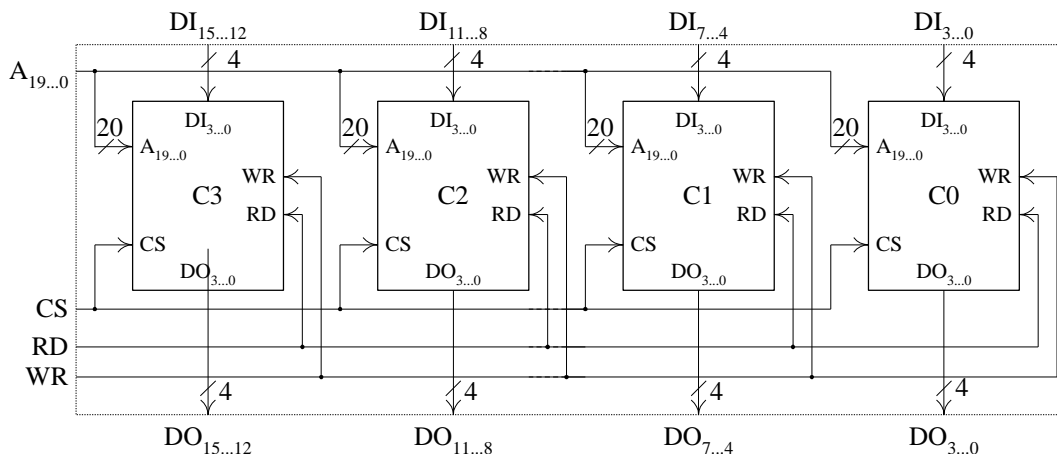 DI15...12 DI11...8 DI7...4 DI3...0
4 4 4 4
A19...0
20 DI3...0 20 DI3...0 20 DI3...0 20 DI3...0
A19...0 A19...0 A19...0 A19...0
WR WR WR WR
C3 C2 C1 C0
RD RD RD RD
CS CS CS CS
DO3...0 DO3...0 DO3...0 DO3...0
CS
RD
WR
4 4 4 4
DO15...12 DO11...8 DO7...4 DO3...0